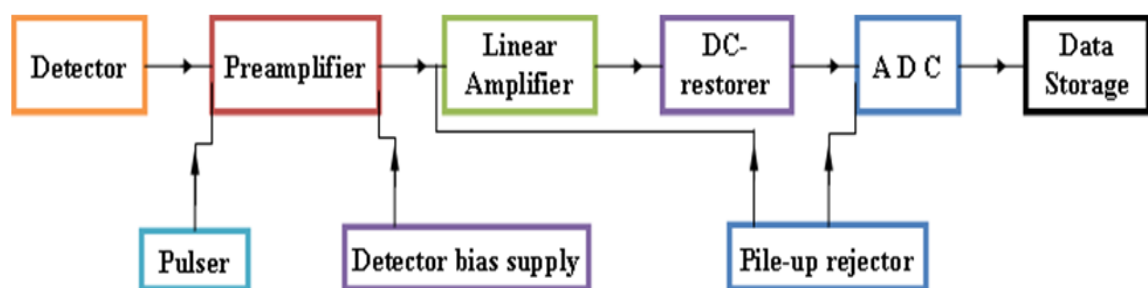 Detector
Preamplifier
Linear
Amplifier
DC-
restorer
A D C
Data
Storage
Pulser
Detector bias supply
Pile-up rejector